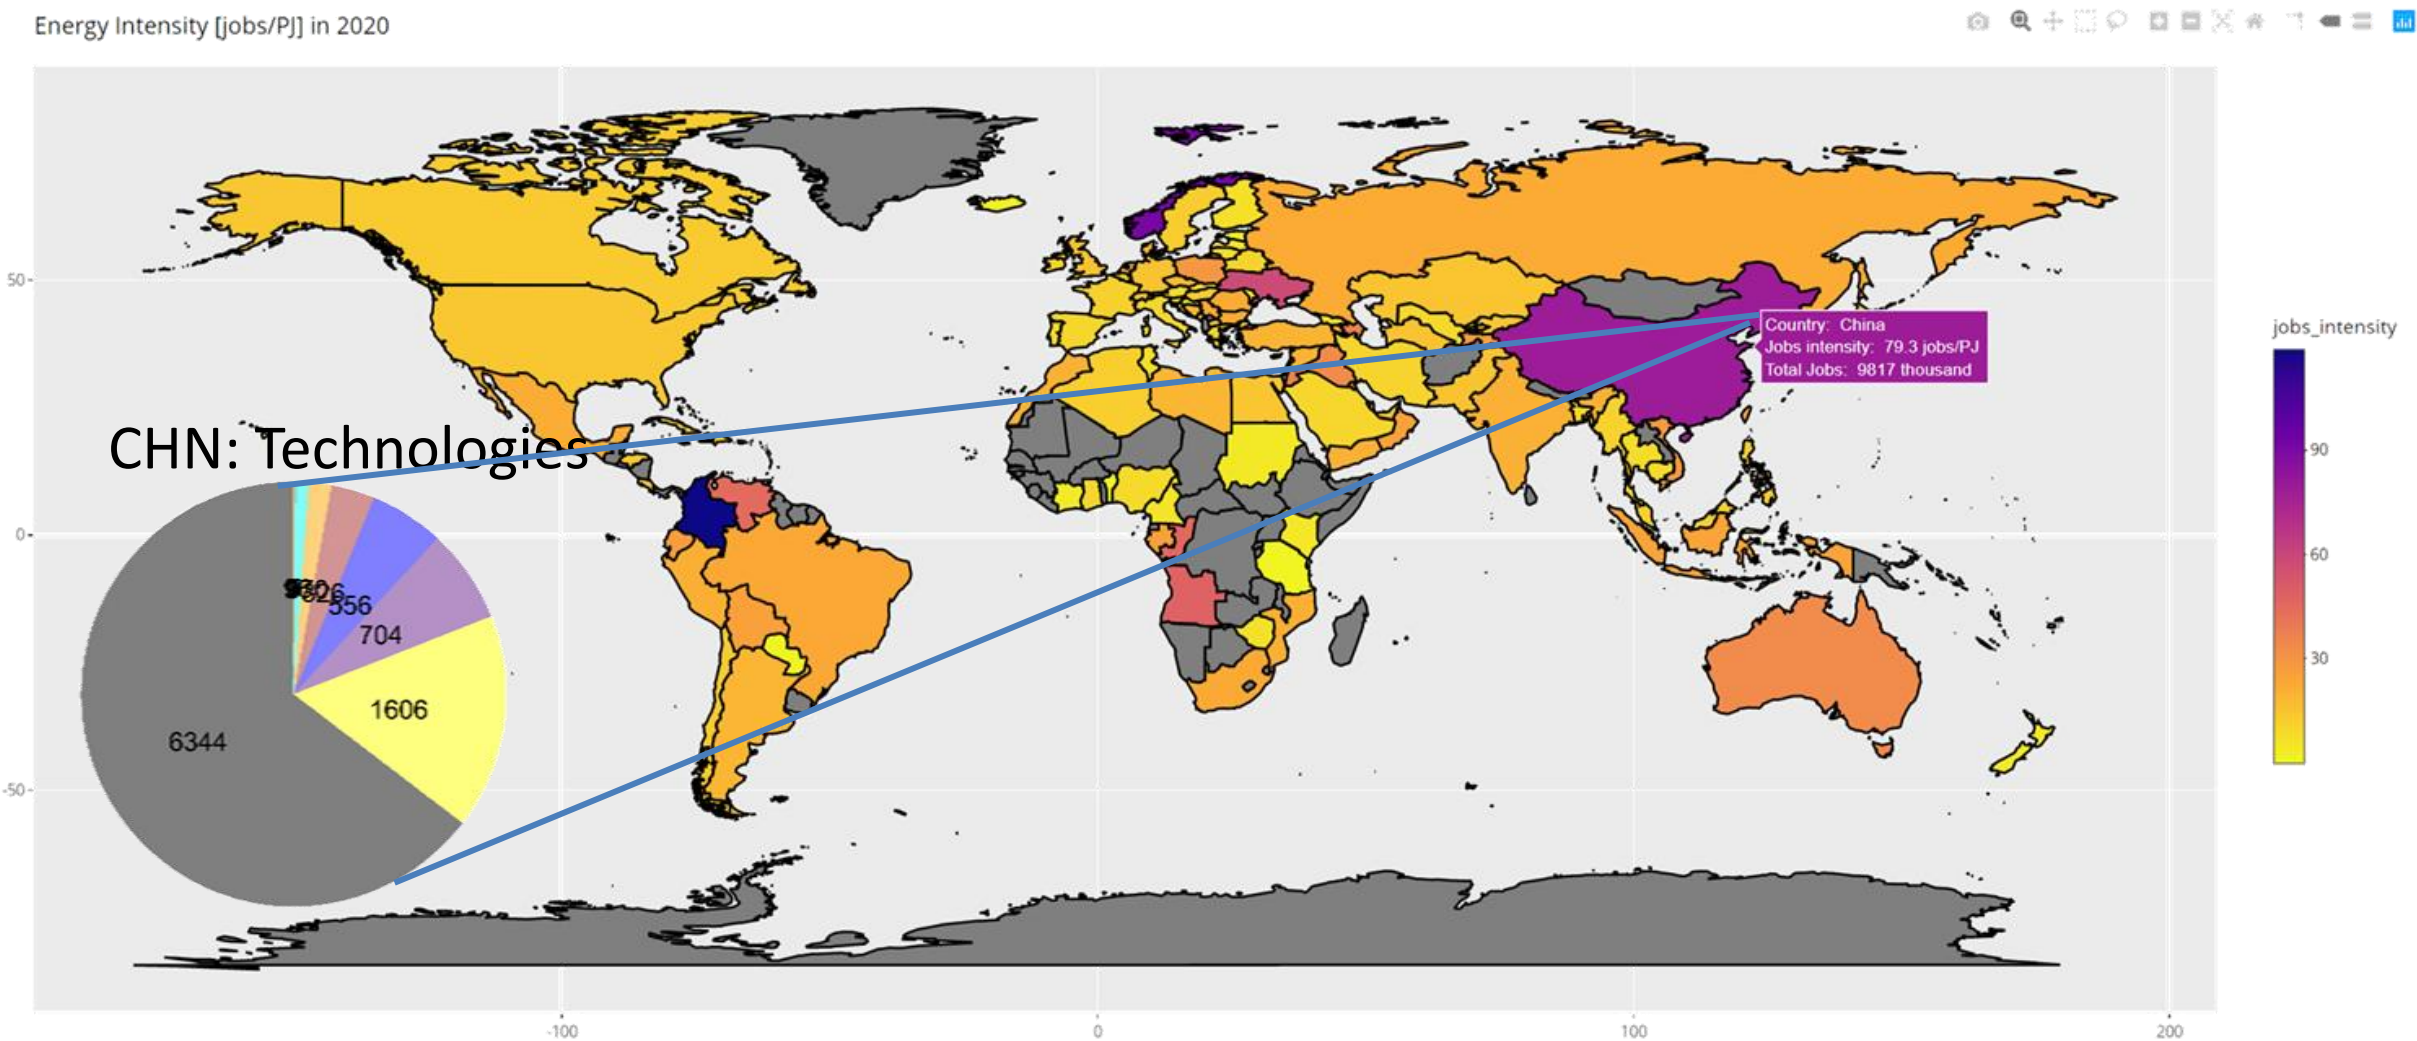 Energy Intensity [jobs/PJ] in 2020
50
0
-50
-100
0
100
200
Country: China
Jobs intensity: 79.3 jobs/PJ
Total Jobs: 9817 thousand
jobs_intensity
90
60
30
CHN: Technologies
556
704
1606
6344